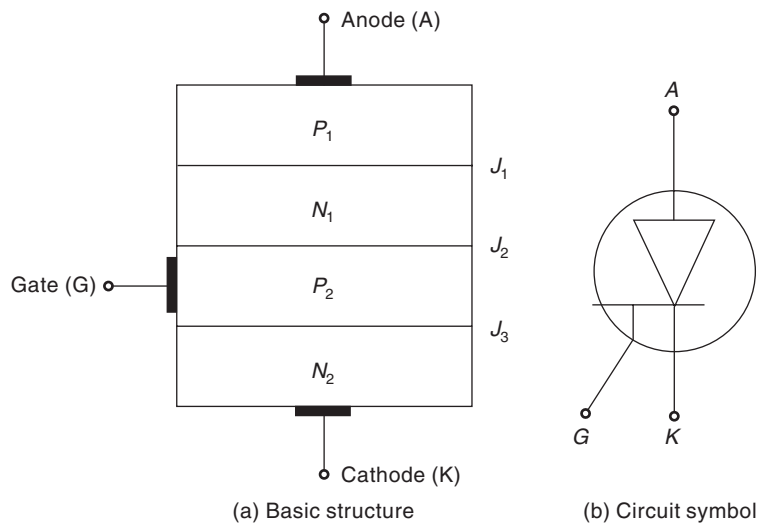 Anode (A)
P1
J1
N1
J2
Gate (G)
P2
J3
N2
Cathode (K)
(a) Basic structure
A
G
K
(b) Circuit symbol